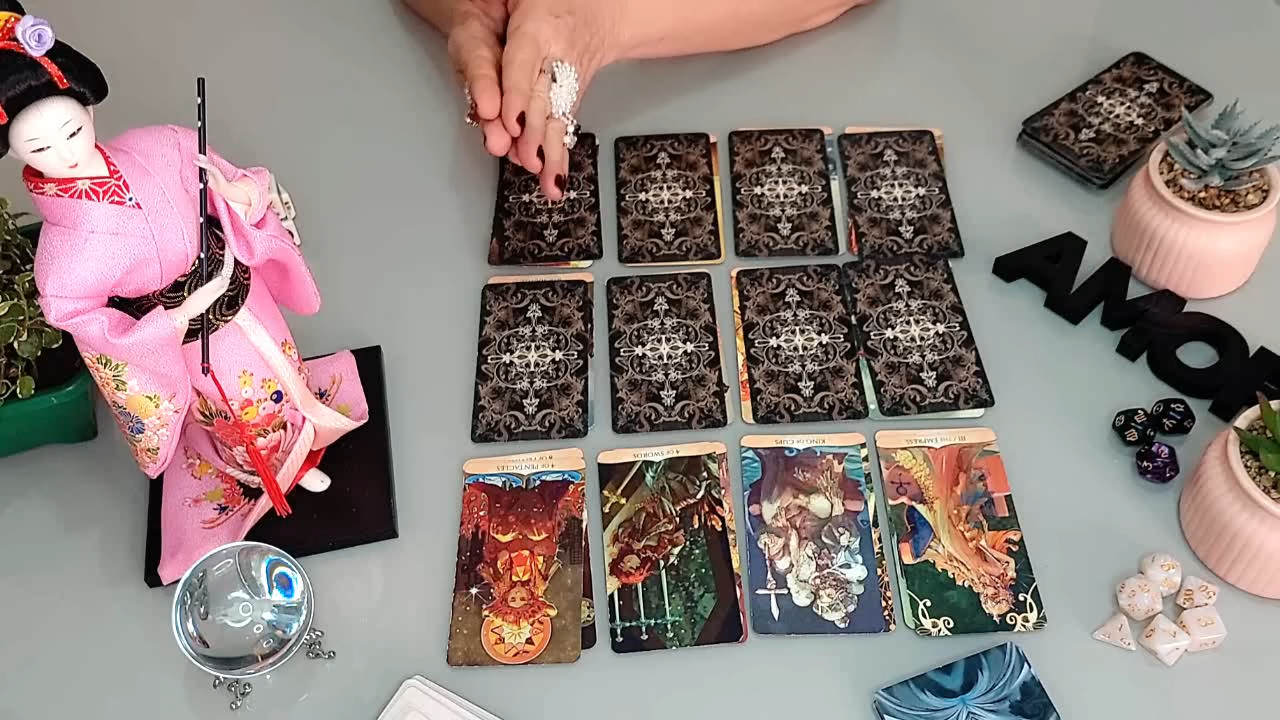 AMOR
4 OF PENTACLES
4 OF SWORDS
KING OF CUPS
III / THE EMPRESS